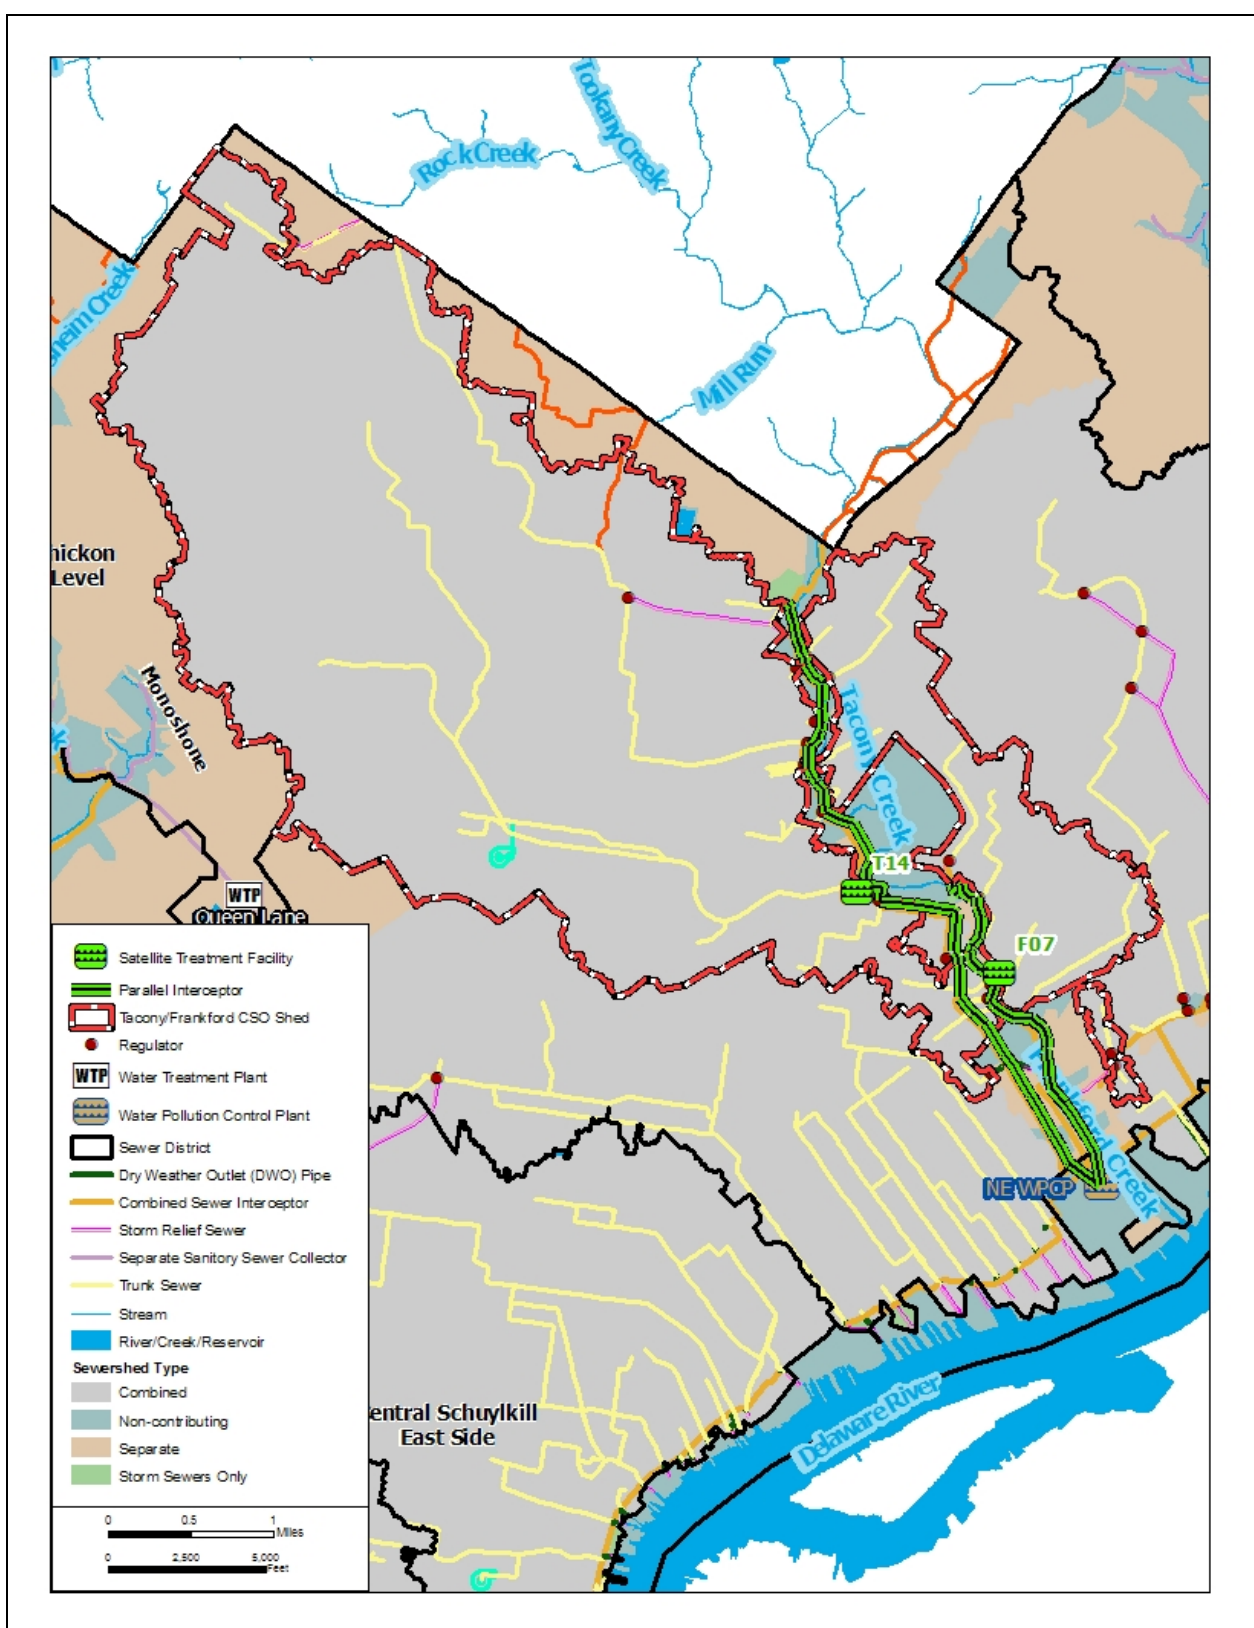 Tookany Creek
Rock Creek
Mill Run
heim Creek
hickon
Level
Monoshone
Tacony Creek
T14
F07
WTP
Queen Lane
Creek
NE WPCP
Delaware River
entral Schuylkill
East Side
Satellite Treatment Facility
Parallel Interceptor
Tacony/Frankford CSO Shed
Regulator
WTP Water Treatment Plant
Water Pollution Control Plant
Sewer District
Dry Weather Outlet (DWO) Pipe
Combined Sewer Interceptor
Storm Relief Sewer
Separate Sanitory Sewer Collector
Trunk Sewer
Stream
River/Creek/Reservoir
Sewershed Type
Combined
Non-contributing
Separate
Storm Sewers Only
0 0.5 1
Miles
0 2,500 5,000
Feet